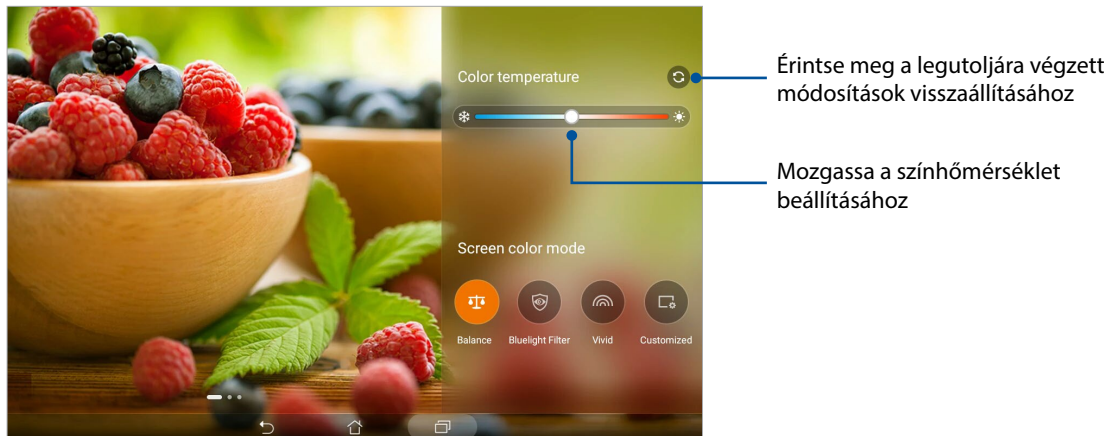 Color temperature
Érintse meg a legutoljára végzett
módosítások visszaállításához
Mozgassa a színhőmérséklet
beállításához
Screen color mode
Balance Bluelight Filter Vivid Customized